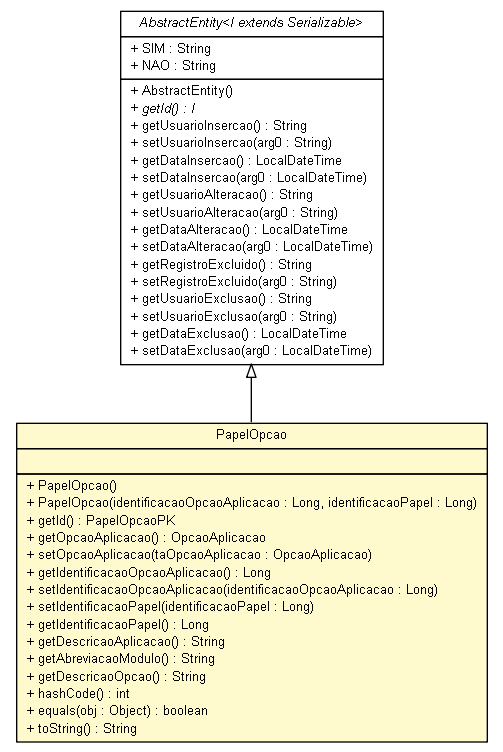 AbstractEntity<I extends Serializable>
+ SIM : String
+ NAO : String
+ AbstractEntity()
+ getId() : I
+ getUsuarioInsercao() : String
+ setUsuarioInsercao(arg0 : String)
+ getDataInsercao() : LocalDateTime
+ setDataInsercao(arg0 : LocalDateTime)
+ getUsuarioAlteracao() : String
+ setUsuarioAlteracao(arg0 : String)
+ getDataAlteracao() : LocalDateTime
+ setDataAlteracao(arg0 : LocalDateTime)
+ getRegistroExcluido() : String
+ setRegistroExcluido(arg0 : String)
+ getUsuarioExclusao() : String
+ setUsuarioExclusao(arg0 : String)
+ getDataExclusao() : LocalDateTime
+ setDataExclusao(arg0 : LocalDateTime)
PapelOpcao
+ PapelOpcao()
+ PapelOpcao(identificacaoOpcaoAplicacao : Long, identificacaoPapel : Long)
+ getId() : PapelOpcaoPK
+ getOpcaoAplicacao() : OpcaoAplicacao
+ setOpcaoAplicacao(taOpcaoAplicacao : OpcaoAplicacao)
+ getIdentificacaoOpcaoAplicacao() : Long
+ setIdentificacaoOpcaoAplicacao(identificacaoOpcaoAplicacao : Long)
+ setIdentificacaoPapel(identificacaoPapel : Long)
+ getIdentificacaoPapel() : Long
+ getDescricaoAplicacao() : String
+ getAbreviacaoModulo() : String
+ getDescricaoOpcao() : String
+ hashCode() : int
+ equals(obj : Object) : boolean
+ toString() : String